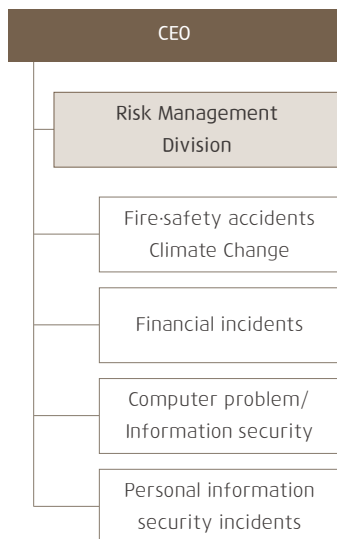 CEO
Risk Management
Division
Fire-safety accidents
Climate Change
Financial incidents
Computer problem/
Information security
Personal information
security incidents